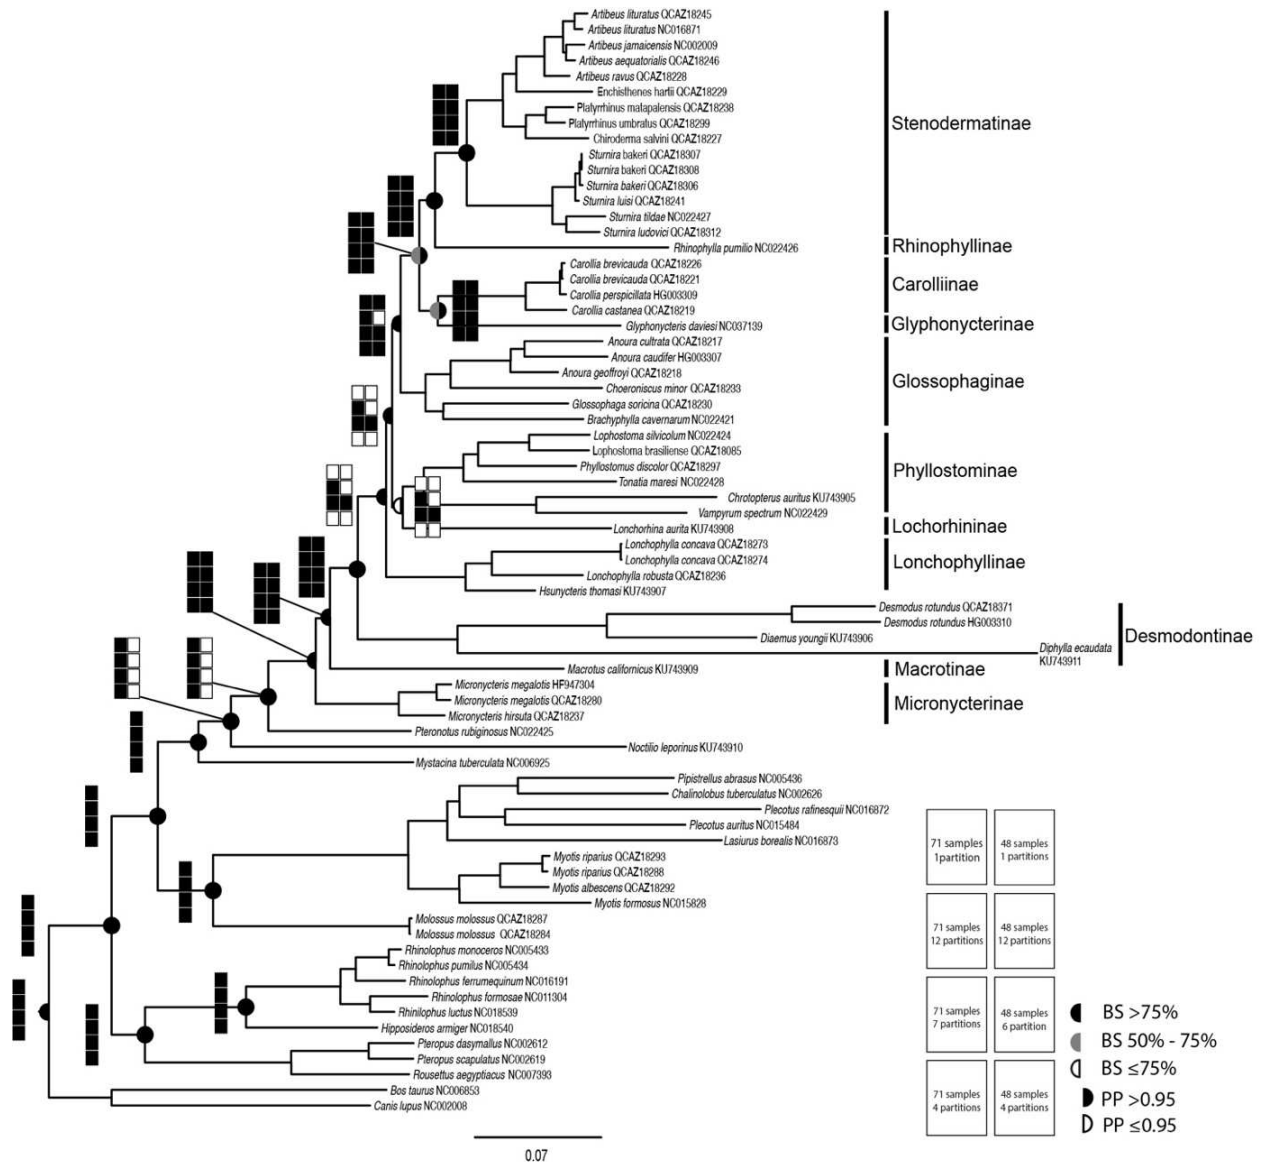 Artibeus lituratus QCAZ18245
Artibeus lituratus NC016871
Artibeus jamaicensis NC002009
Artibeus aequatorialis QCAZ18246
Artibeus ravus QCAZ18228
Enchisthenes hartii QCAZ18229
Platyrrhinus matapalensis QCAZ18238
Platyrrhinus umbratus QCAZ18299
Chiroderma salvini QCAZ18227
Sturnira bakeri QCAZ18307
Sturnira bakeri QCAZ18308
Sturnira bakeri QCAZ18306
Sturnira luisi QCAZ18241
Sturnira tildae NC022427
Sturnira ludovici QCAZ18312
Stenodermatinae
Rhinophylla pumilio NC022426
Rhinophyllinae
Carollia brevicauda QCAZ18226
Carollia brevicauda QCAZ18221
Carollia perspicillata HG003309
Carollia castanea QCAZ18219
Carolliinae
Glyphonycteris daviesi NC037139
Glyphonycterinae
Anoura cultrata QCAZ18217
Anoura caudifer HG003307
Anoura geoffroyi QCAZ18218
Choeroniscus minor QCAZ18233
Glossophaga soricina QCAZ18230
Brachyphylla cavernarum NC022421
Glossophaginae
Lophostoma silvicolum NC022424
Lophostoma brasiliense QCAZ18085
Phyllostomus discolor QCAZ18297
Tonatia maresi NC022428
Chrotopterus auritus KU743905
Vampyrum spectrum NC022429
Phyllostominae
Lonchorhina aurita KU743908
Lochorhininae
Lonchophylla concava QCAZ18273
Lonchophylla concava QCAZ18274
Lonchophylla robusta QCAZ18236
Hsunycteris thomasi KU743907
Lonchophyllinae
Desmodus rotundus QCAZ18371
Desmodus rotundus HG003310
Diaemus youngii KU743906
Diphylla ecaudata
KU743911
Desmodontinae
Macrotus californicus KU743909
Macrotinae
Micronycteris megalotis HF947304
Micronycteris megalotis QCAZ18280
Micronycteris hirsuta QCAZ18237
Micronycterinae
Pteronotus rubiginosus NC022425
Noctilio leporinus KU743910
Mystacina tuberculata NC006925
Pipistrellus abrasus NC005436
Chalinolobus tuberculatus NC002626
Plecotus rafinesquii NC016872
Plecotus auritus NC015484
Lasiurus borealis NC016873
Myotis riparius QCAZ18293
Myotis riparius QCAZ18288
Myotis albescens QCAZ18292
Myotis formosus NC015828
Molossus molossus QCAZ18287
Molossus molossus QCAZ18284
Rhinolophus monoceros NC005433
Rhinolophus pumilus NC005434
Rhinolophus ferrumequinum NC016191
Rhinolophus formosae NC011304
Rhinilophus luctus NC018539
Hipposideros armiger NC018540
Pteropus dasymallus NC002612
Pteropus scapulatus NC002619
Rousettus aegyptiacus NC007393
Bos taurus NC006853
Canis lupus NC002008
0.07
71 samples
1partition
48 samples
1 partitions
71 samples
12 partitions
48 samples
12 partitions
71 samples
7 partitions
48 samples
6 partition
71 samples
4 partitions
48 samples
4 partitions
BS >75%
BS 50% - 75%
BS ≤75%
PP >0.95
PP ≤0.95